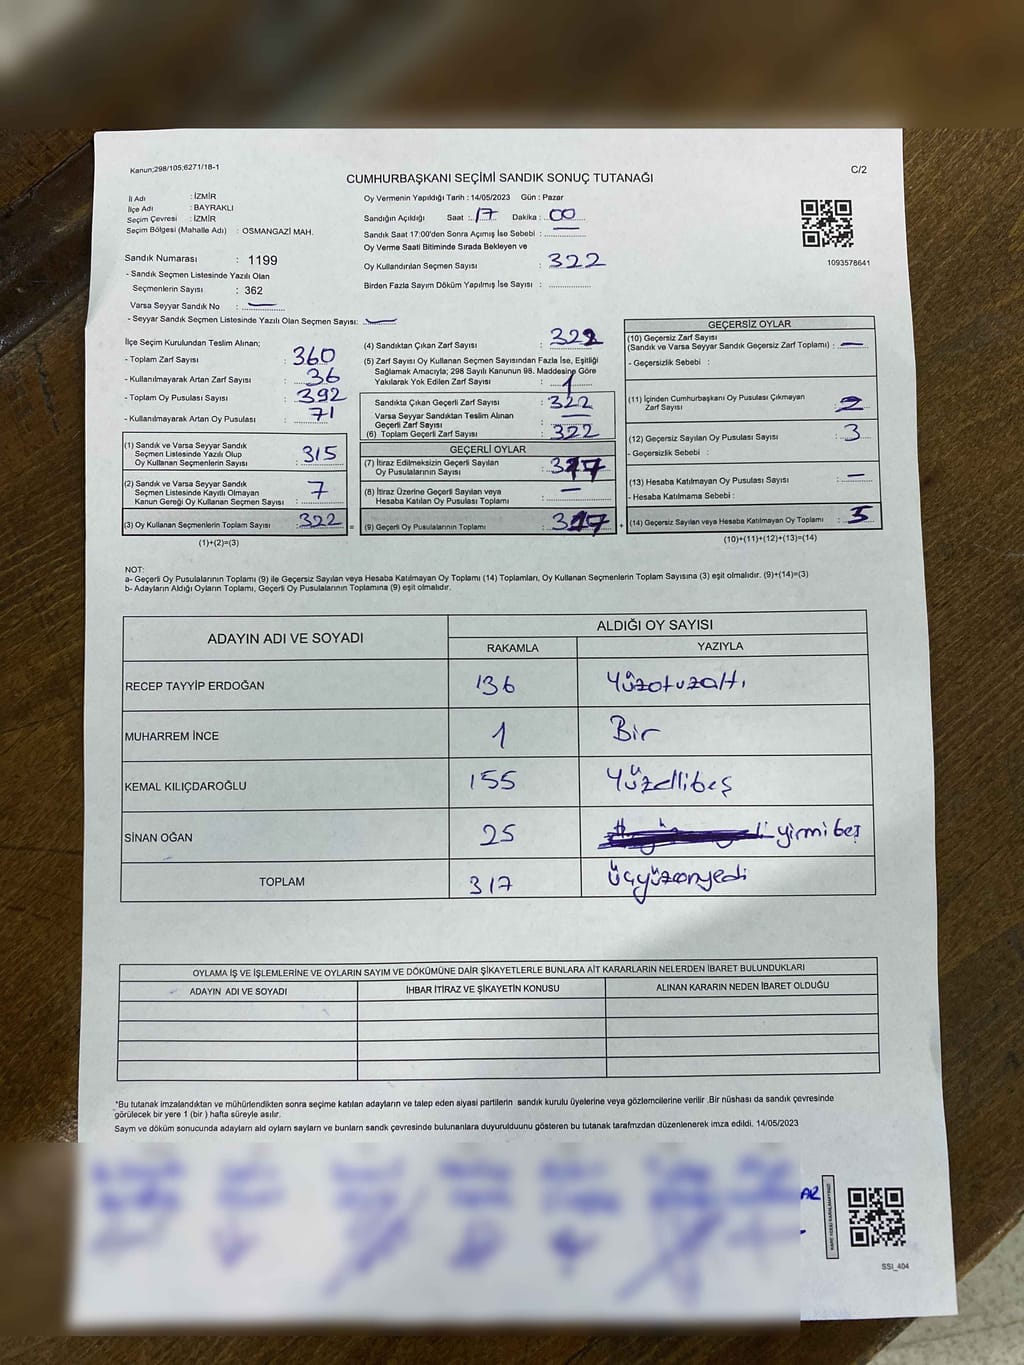 Kanun;298/105;6271/18-1
CUMHURBAŞKANI SEÇİMİ SANDIK SONUÇ TUTANAĞI
C/2
İl Adı : İZMİR
İlçe Adı : BAYRAKLI
Seçim Çevresi : İZMİR
Seçim Bölgesi (Mahalle Adı) : OSMANGAZİ MAH.
Oy Vermenin Yapıldığı Tarih : 14/05/2023 Gün : Pazar
Sandığın Açıldığı Saat : 17 Dakika : 00
Sandık Saat 17:00'den Sonra Açımış İse Sebebi : —
Oy Verme Saati Bitiminde Sırada Bekleyen ve
Oy Kullandırılan Seçmen Sayısı : 322
Birden Fazla Sayım Döküm Yapılmış İse Sayısı :
1093578641
Sandık Numarası : 1199
- Sandık Seçmen Listesinde Yazılı Olan
Seçmenlerin Sayısı : 362
Varsa Seyyar Sandık No : —
- Seyyar Sandık Seçmen Listesinde Yazılı Olan Seçmen Sayısı: —
İlçe Seçim Kurulundan Teslim Alınan;
- Toplam Zarf Sayısı : 360
- Kullanılmayarak Artan Zarf Sayısı : 36
- Toplam Oy Pusulası Sayısı : 392
- Kullanılmayarak Artan Oy Pusulası : 71
(1) Sandık ve Varsa Seyyar Sandık
Seçmen Listesinde Yazılı Olup
Oy Kullanan Seçmenlerin Sayısı : 315
(2) Sandık ve Varsa Seyyar Sandık
Seçmen Listesinde Kayıtlı Olmayan
Kanun Gereği Oy Kullanan Seçmen Sayısı : 7
(3) Oy Kullanan Seçmenlerin Toplam Sayısı : 322 =
(1)+(2)=(3)
(4) Sandıktan Çıkan Zarf Sayısı : 322
(5) Zarf Sayısı Oy Kullanan Seçmen Sayısından Fazla İse, Eşitliği
Sağlamak Amacıyla; 298 Sayılı Kanunun 98. Maddesine Göre
Yakılarak Yok Edilen Zarf Sayısı : 1
Sandıkta Çıkan Geçerli Zarf Sayısı : 322
Varsa Seyyar Sandıktan Teslim Alınan
Geçerli Zarf Sayısı : —
(6) Toplam Geçerli Zarf Sayısı : 322
GEÇERLİ OYLAR
(7) İtiraz Edilmeksizin Geçerli Sayılan
Oy Pusulalarının Sayısı : 317
(8) İtiraz Üzerine Geçerli Sayılan veya
Hesaba Katılan Oy Pusulası Toplamı : —
(9) Geçerli Oy Pusulalarının Toplamı : 317 +
GEÇERSİZ OYLAR
(10) Geçersiz Zarf Sayısı
(Sandık ve Varsa Seyyar Sandık Geçersiz Zarf Toplamı) : —
- Geçersizlik Sebebi :
(11) İçinden Cumhurbaşkanı Oy Pusulası Çıkmayan
Zarf Sayısı : 2
(12) Geçersiz Sayılan Oy Pusulası Sayısı : 3
- Geçersizlik Sebebi :
(13) Hesaba Katılmayan Oy Pusulası Sayısı : —
- Hesaba Katılmama Sebebi :
(14) Geçersiz Sayılan veya Hesaba Katılmayan Oy Toplamı : 5
(10)+(11)+(12)+(13)=(14)
NOT:
a- Geçerli Oy Pusulalarının Toplamı (9) ile Geçersiz Sayılan veya Hesaba Katılmayan Oy Toplamı (14) Toplamları, Oy Kullanan Seçmenlerin Toplam Sayısına (3) eşit olmalıdır. (9)+(14)=(3)
b- Adayların Aldığı Oyların Toplamı, Geçerli Oy Pusulalarının Toplamına (9) eşit olmalıdır.
ADAYIN ADI VE SOYADI ALDIĞI OY SAYISI
RAKAMLA YAZIYLA
RECEP TAYYİP ERDOĞAN 136 Yüzotuzaltı
MUHARREM İNCE 1 Bir
KEMAL KILIÇDAROĞLU 155 Yüzellibeş
SİNAN OĞAN 25 yirmibeş
TOPLAM 317 üçyüzonyedi
OYLAMA İŞ VE İŞLEMLERİNE VE OYLARIN SAYIM VE DÖKÜMÜNE DAİR ŞİKAYETLERLE BUNLARA AİT KARARLARIN NELERDEN İBARET BULUNDUKLARI
ADAYIN ADI VE SOYADI İHBAR İTİRAZ VE ŞİKAYETİN KONUSU ALINAN KARARIN NEDEN İBARET OLDUĞU
*Bu tutanak imzalandıktan ve mühürlendikten sonra seçime katılan adayların ve talep eden siyasi partilerin sandık kurulu üyelerine veya gözlemcilerine verilir .Bir nüshası da sandık çevresinde
görülecek bir yere 1 (bir ) hafta süreyle asılır.
Sayım ve döküm sonucunda adayların ald oyların sayları ve bunların sandk çevresinde bulunanlara duyurulduunu gösteren bu tutanak tarafmzdan düzenlenerek imza edildi. 14/05/2023
AR
SSI_404